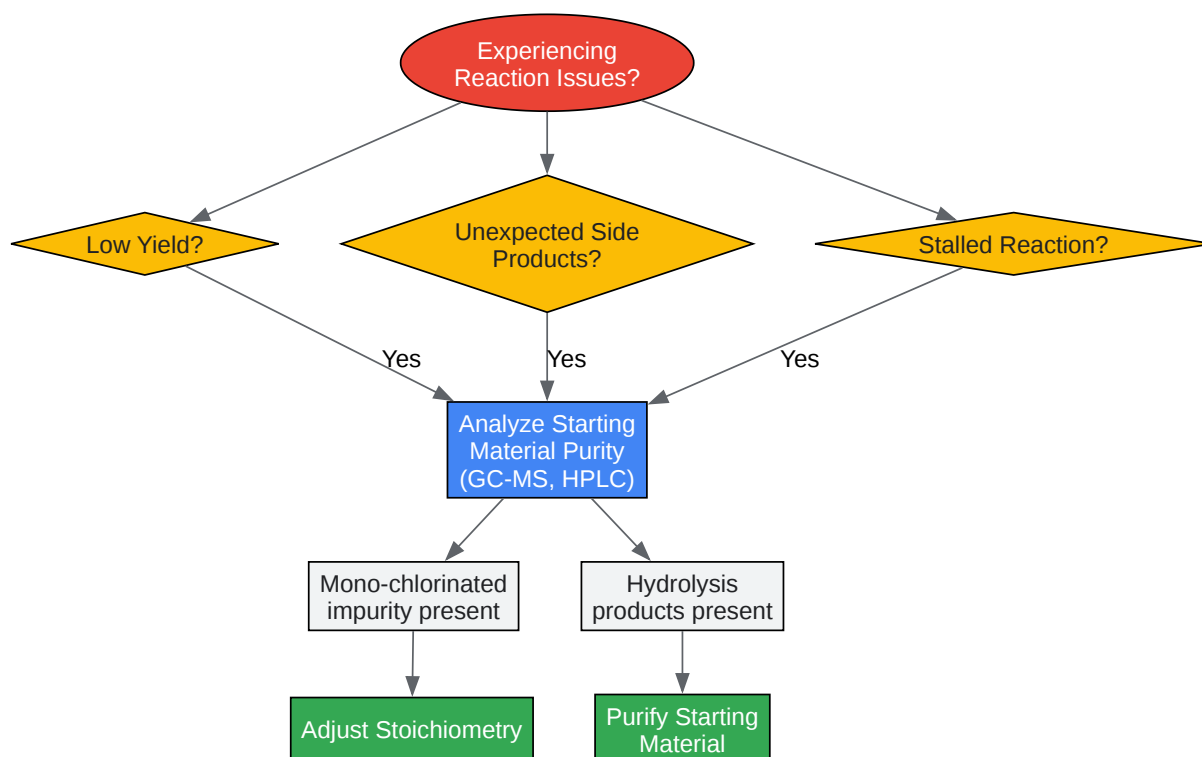 Experiencing
Reaction Issues?
Low Yield?
Unexpected Side
Products?
Stalled Reaction?
Yes
Yes
Yes
Analyze Starting
Material Purity
(GC-MS, HPLC)
Mono-chlorinated
impurity present
Hydrolysis
products present
Adjust Stoichiometry
Purify Starting
Material